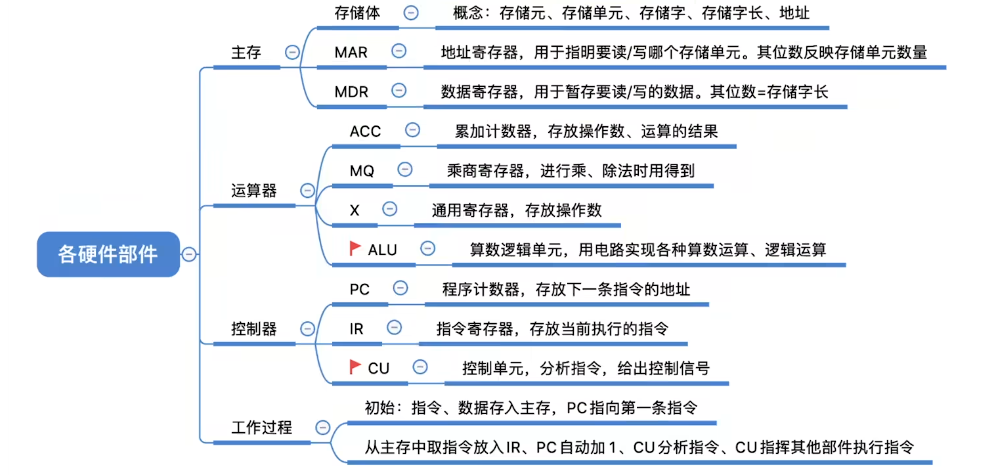 各硬件部件
主存
存储体
概念：存储元、存储单元、存储字、存储字长、地址
MAR
地址寄存器，用于指明要读/写哪个存储单元。其位数反映存储单元数量
MDR
数据寄存器，用于暂存要读/写的数据。其位数=存储字长
运算器
ACC
累加计数器，存放操作数、运算的结果
MQ
乘商寄存器，进行乘、除法时用得到
X
通用寄存器，存放操作数
ALU
算数逻辑单元，用电路实现各种算数运算、逻辑运算
控制器
PC
程序计数器，存放下一条指令的地址
IR
指令寄存器，存放当前执行的指令
CU
控制单元，分析指令，给出控制信号
工作过程
初始：指令、数据存入主存，PC指向第一条指令
从主存中取指令放入IR、PC自动加1、CU分析指令、CU指挥其他部件执行指令